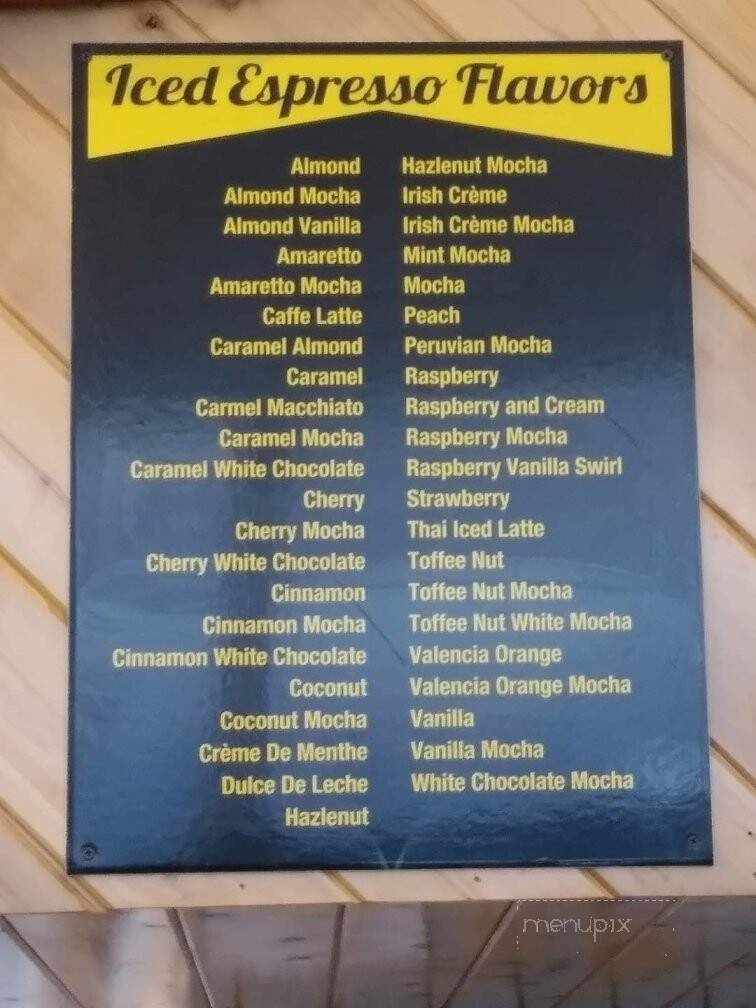 Iced Espresso Flavors
Almond
Almond Mocha
Almond Vanilla
Amaretto
Amaretto Mocha
Caffe Latte
Caramel Almond
Caramel
Carmel Macchiato
Caramel Mocha
Caramel White Chocolate
Cherry
Cherry Mocha
Cherry White Chocolate
Cinnamon
Cinnamon Mocha
Cinnamon White Chocolate
Coconut
Coconut Mocha
Crème De Menthe
Dulce De Leche
Hazlenut
Hazlenut Mocha
Irish Crème
Irish Crème Mocha
Mint Mocha
Mocha
Peach
Peruvian Mocha
Raspberry
Raspberry and Cream
Raspberry Mocha
Raspberry Vanilla Swirl
Strawberry
Thai Iced Latte
Toffee Nut
Toffee Nut Mocha
Toffee Nut White Mocha
Valencia Orange
Valencia Orange Mocha
Vanilla
Vanilla Mocha
White Chocolate Mocha
menupix